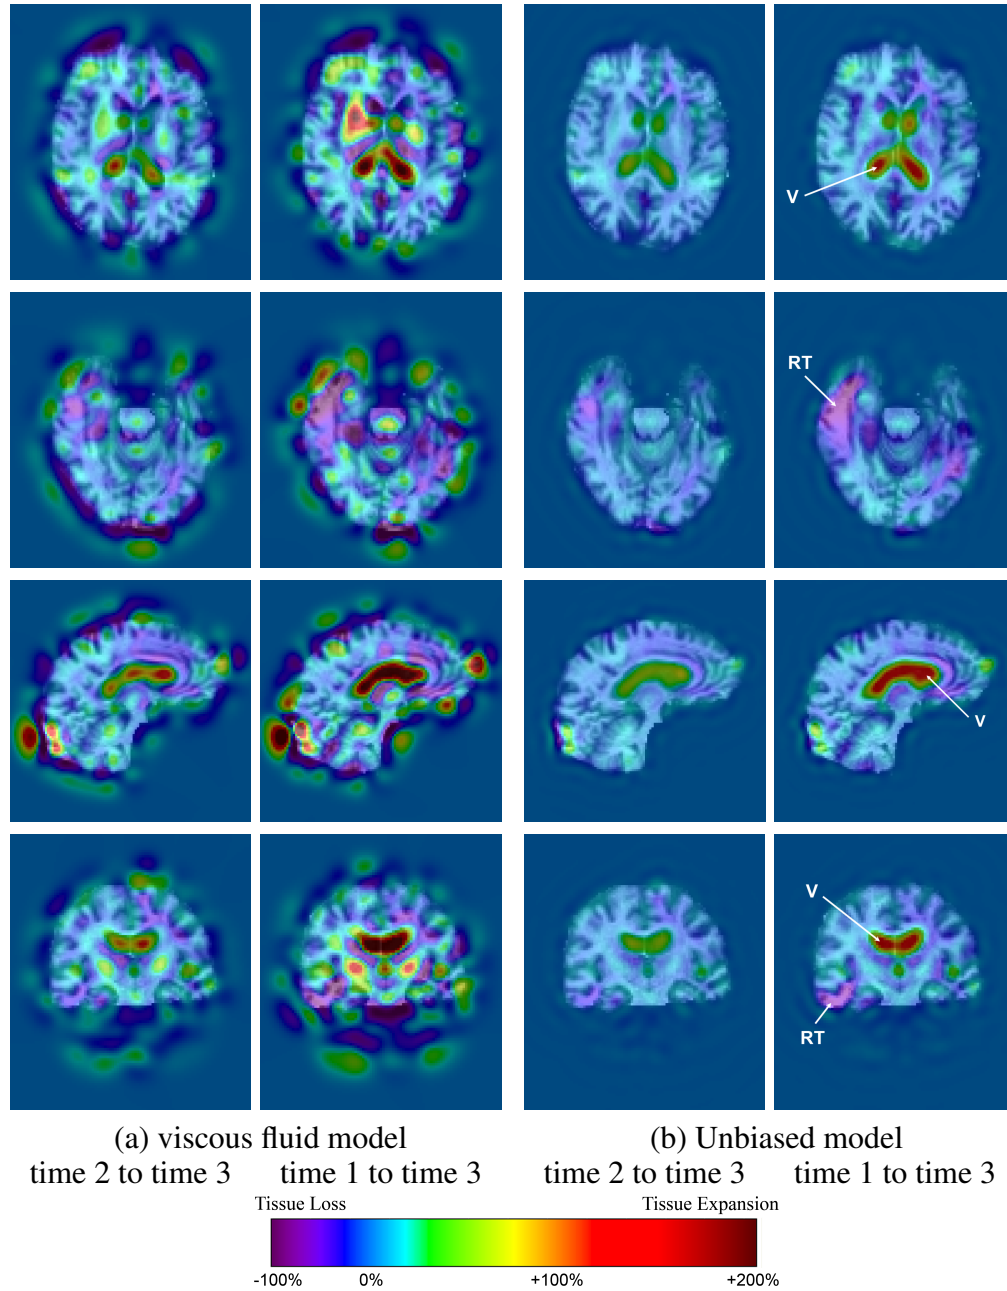 V
RT
V
V
RT
(a) viscous fluid model (b) Unbiased model
time 2 to time 3 time 1 to time 3 time 2 to time 3 time 1 to time 3
Tissue Loss Tissue Expansion
-100% 0% +100% +200%